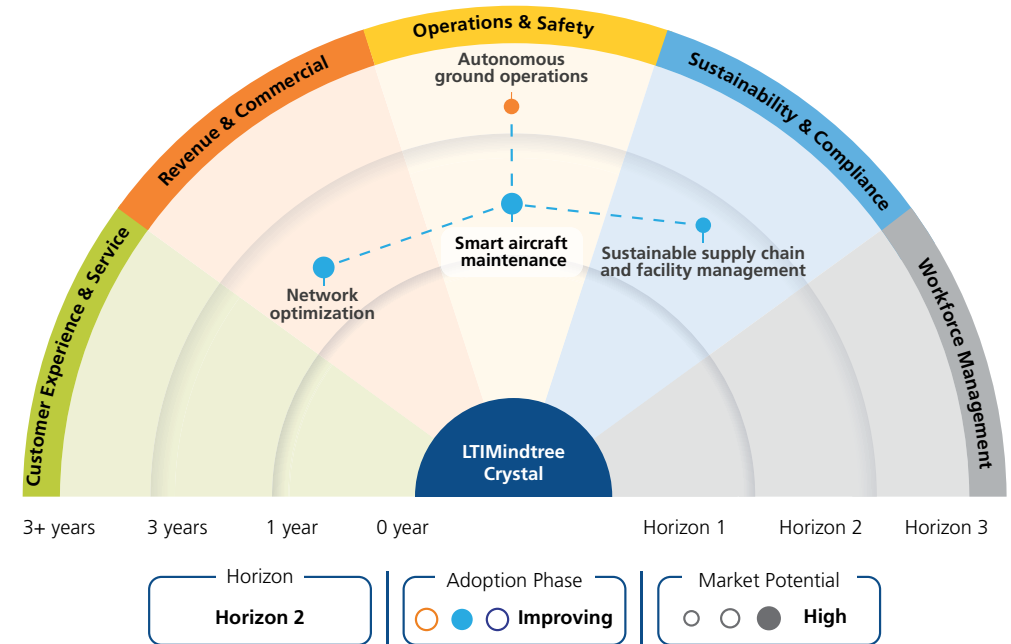 Operations & Safety
Revenue & Commercial
Sustainability & Compliance
Customer Experience & Service
Workforce Management
Autonomous
ground operations
Smart aircraft
maintenance
Sustainable supply chain
and facility management
Network
optimization
LTIMindtree
Crystal
3+ years
3 years
1 year
0 year
Horizon 1
Horizon 2
Horizon 3
Horizon
Horizon 2
Adoption Phase
Improving
Market Potential
High